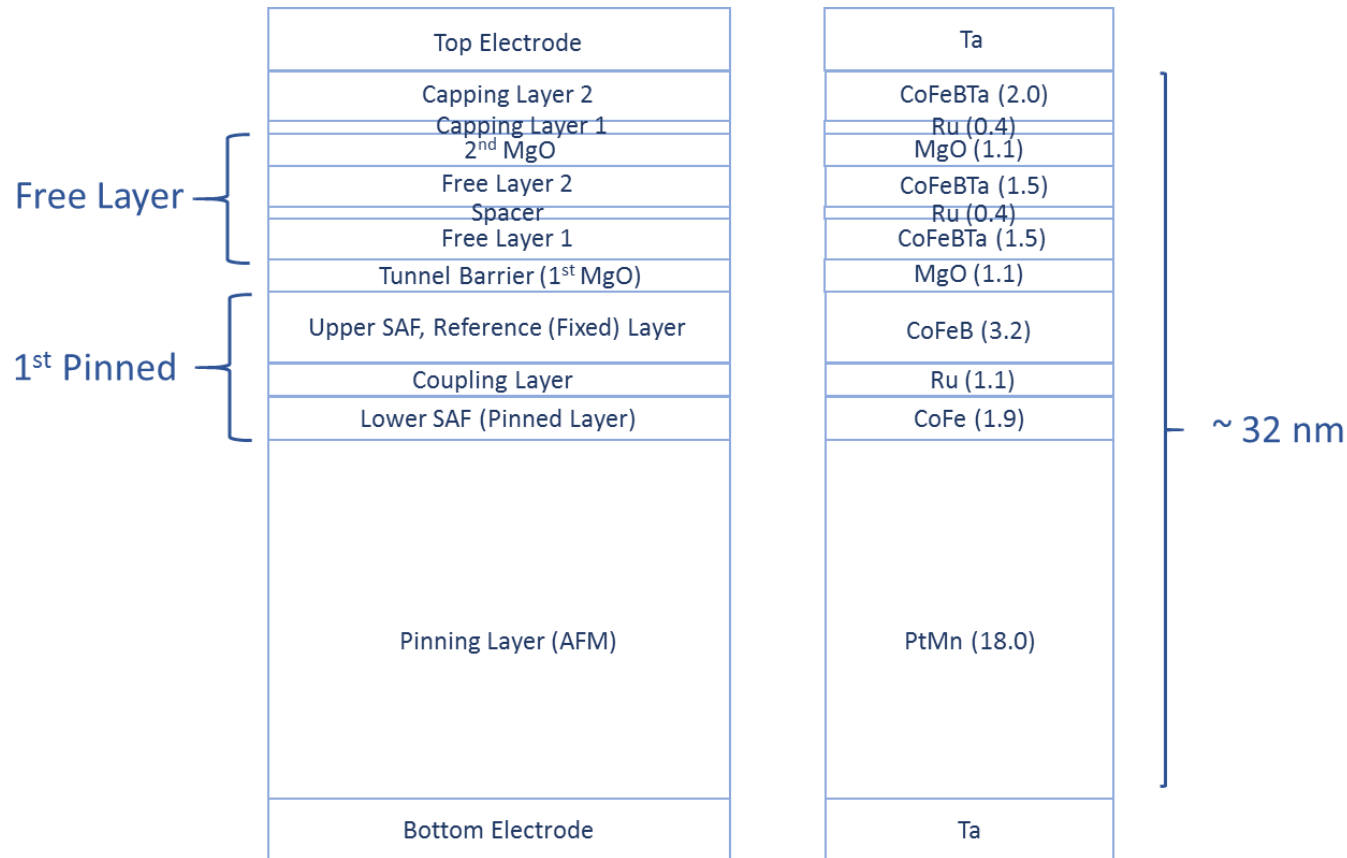 Top Electrode
Ta
Capping Layer 2
CoFeBTa (2.0)
Capping Layer 1
Ru (0.4)
2nd MgO
MgO (1.1)
Free Layer
Free Layer 2
CoFeBTa (1.5)
Spacer
Ru (0.4)
Free Layer 1
CoFeBTa (1.5)
Tunnel Barrier (1st MgO)
MgO (1.1)
Upper SAF, Reference (Fixed) Layer
CoFeB (3.2)
1st Pinned
Coupling Layer
Ru (1.1)
Lower SAF (Pinned Layer)
CoFe (1.9)
~ 32 nm
Pinning Layer (AFM)
PtMn (18.0)
Bottom Electrode
Ta